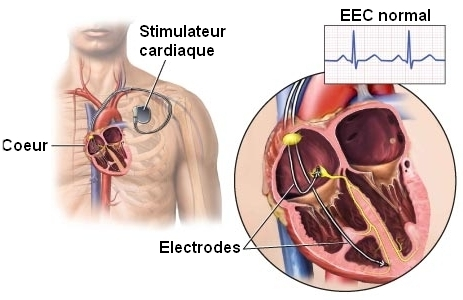 EEC normal
Stimulateur
cardiaque
Coeur
Electrodes